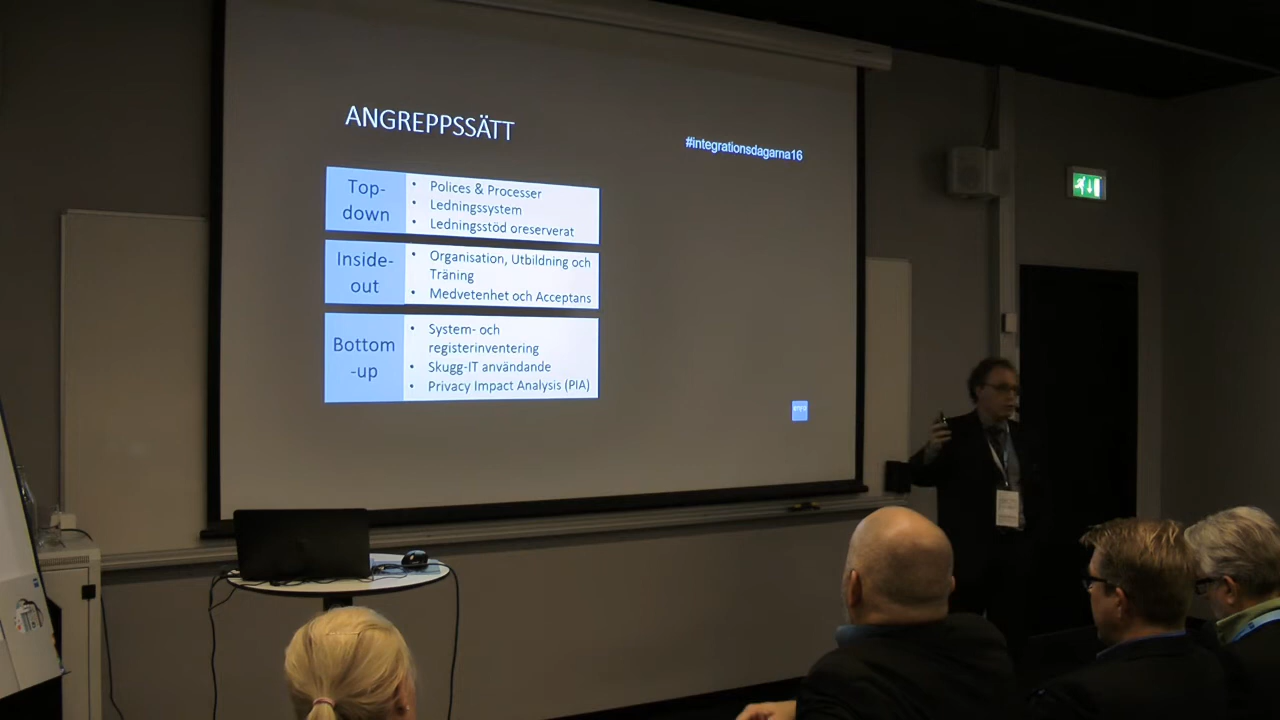 ANGREPPSSÄTT
#integrationsdagarna16
Top-
down
• Polices & Processer
• Ledningssystem
• Ledningsstöd oreserverat
Inside-
out
• Organisation, Utbildning och
Träning
• Medvetenhet och Acceptans
Bottom
-up
• System- och
registerinventering
• Skugg-IT användande
• Privacy Impact Analysis (PIA)